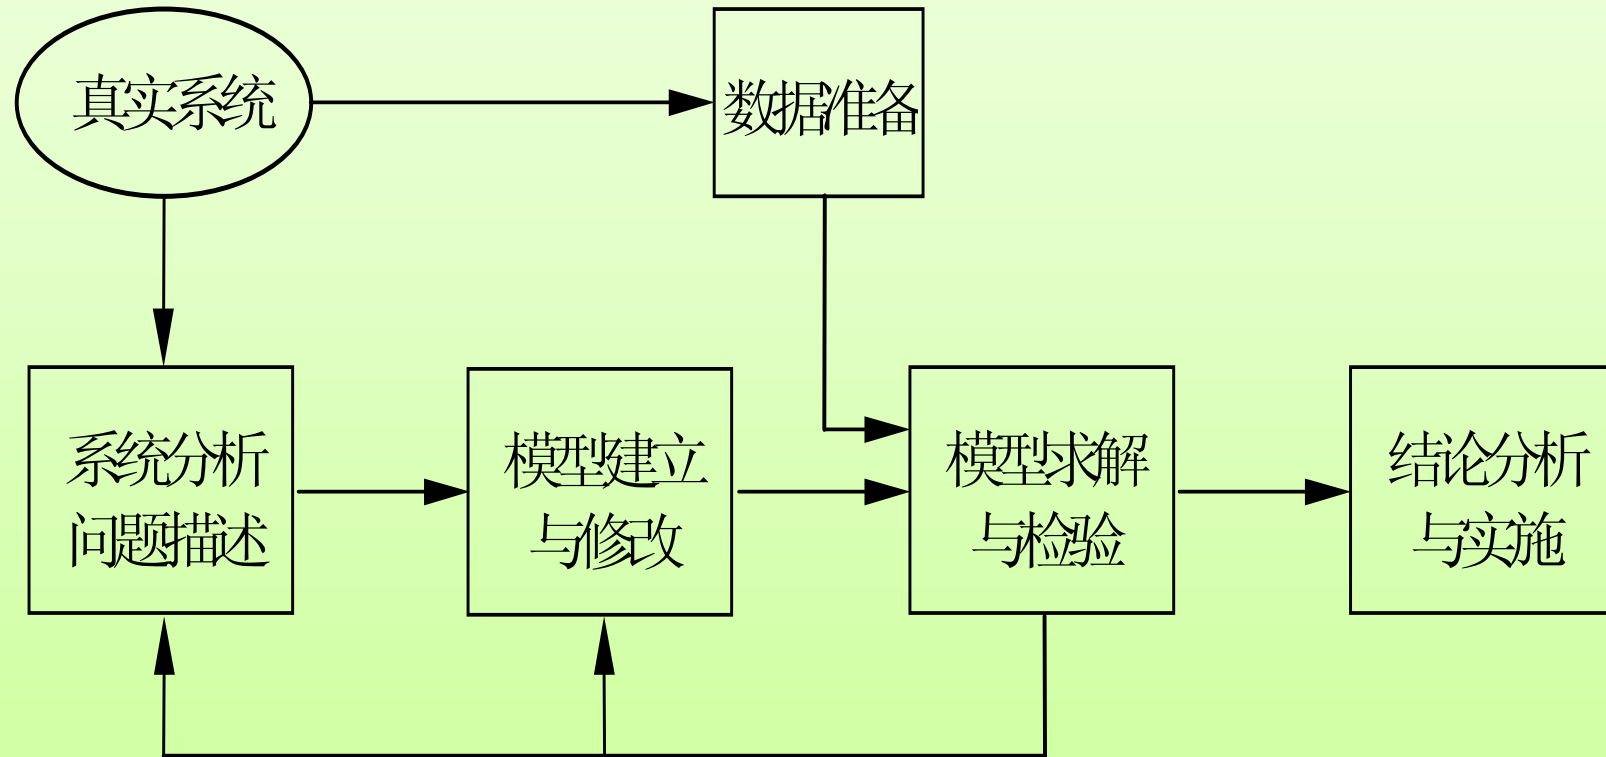 真实系统
数据准备
系统分析
问题描述
模型建立
与修改
模型求解
与检验
结论分析
与实施